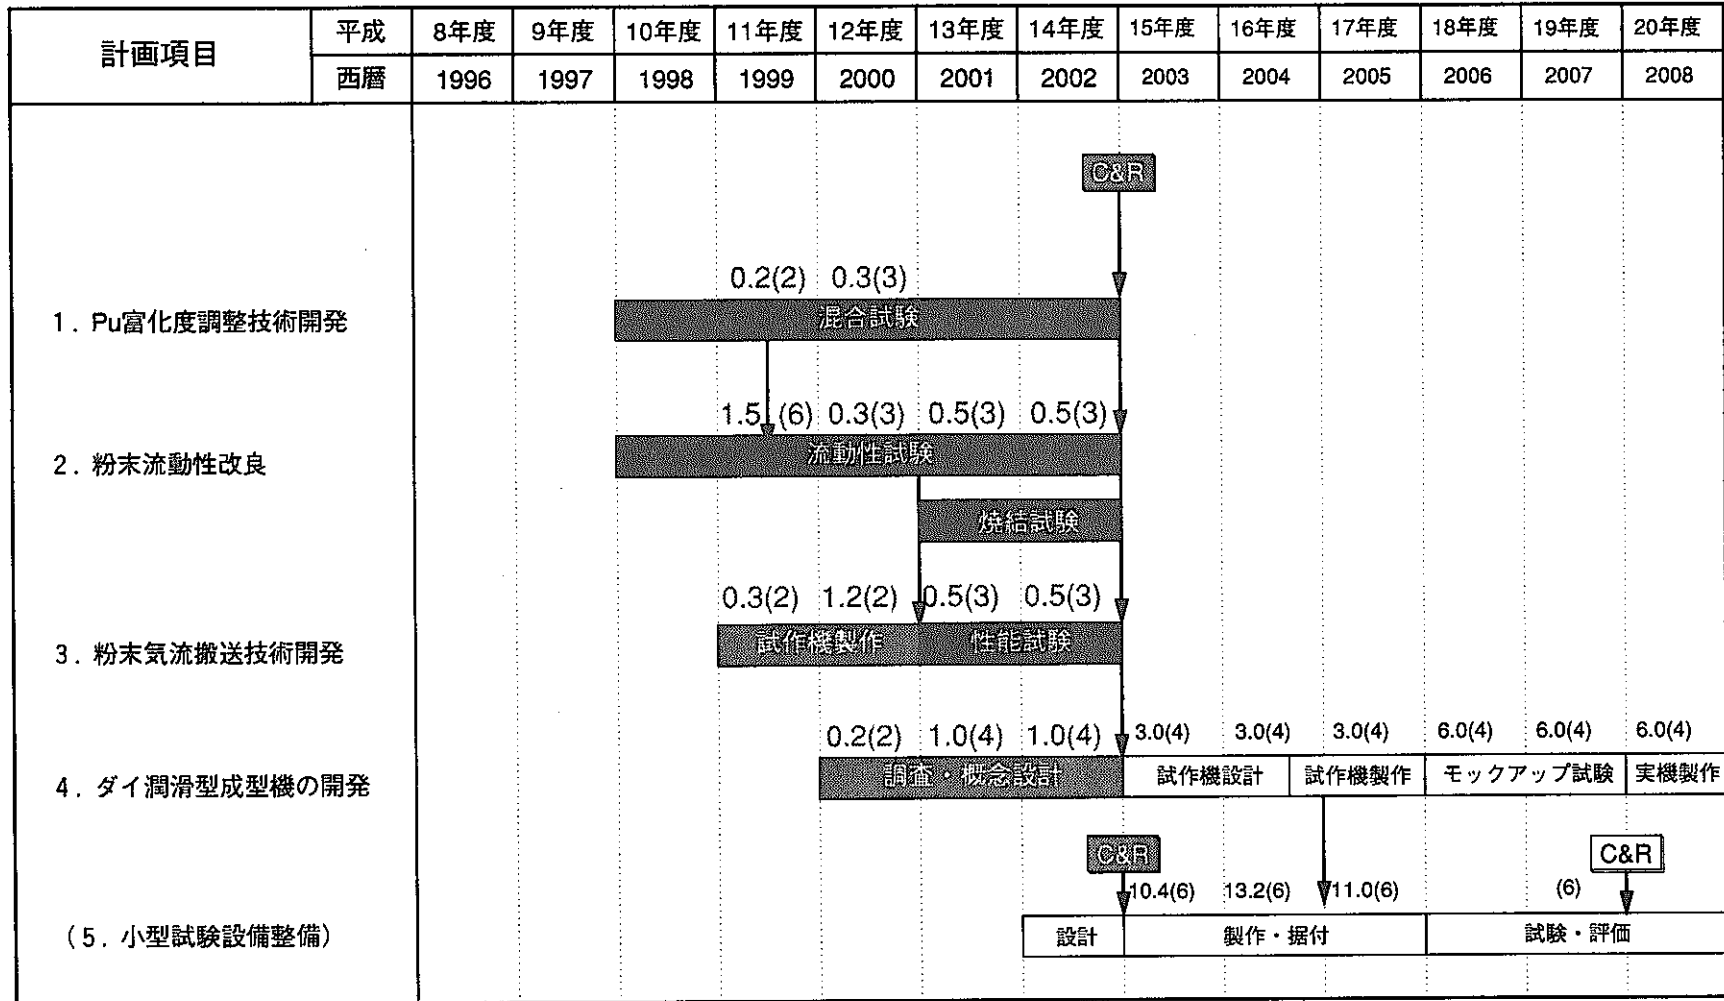 計画項目 平成 8年度 9年度 10年度 11年度 12年度 13年度 14年度 15年度 16年度 17年度 18年度 19年度 20年度
西暦 1996 1997 1998 1999 2000 2001 2002 2003 2004 2005 2006 2007 2008
C&R
0.2(2) 0.3(3)
1. Pu富化度調整技術開発 混合試験
1.5 (6) 0.3(3) 0.5(3) 0.5(3)
2. 粉末流動性改良 流動性試験
焼結試験
0.3(2) 1.2(2) 0.5(3) 0.5(3)
3. 粉末気流搬送技術開発 試作機製作 性能試験
0.2(2) 1.0(4) 1.0(4) 3.0(4) 3.0(4) 3.0(4) 6.0(4) 6.0(4) 6.0(4)
4. ダイ潤滑型成型機の開発 調査・概念設計 試作機設計 試作機製作 モックアップ試験 実機製作
C&R C&R
10.4(6) 13.2(6) 11.0(6) (6)
(5. 小型試験設備整備) 設計 製作・据付 試験・評価